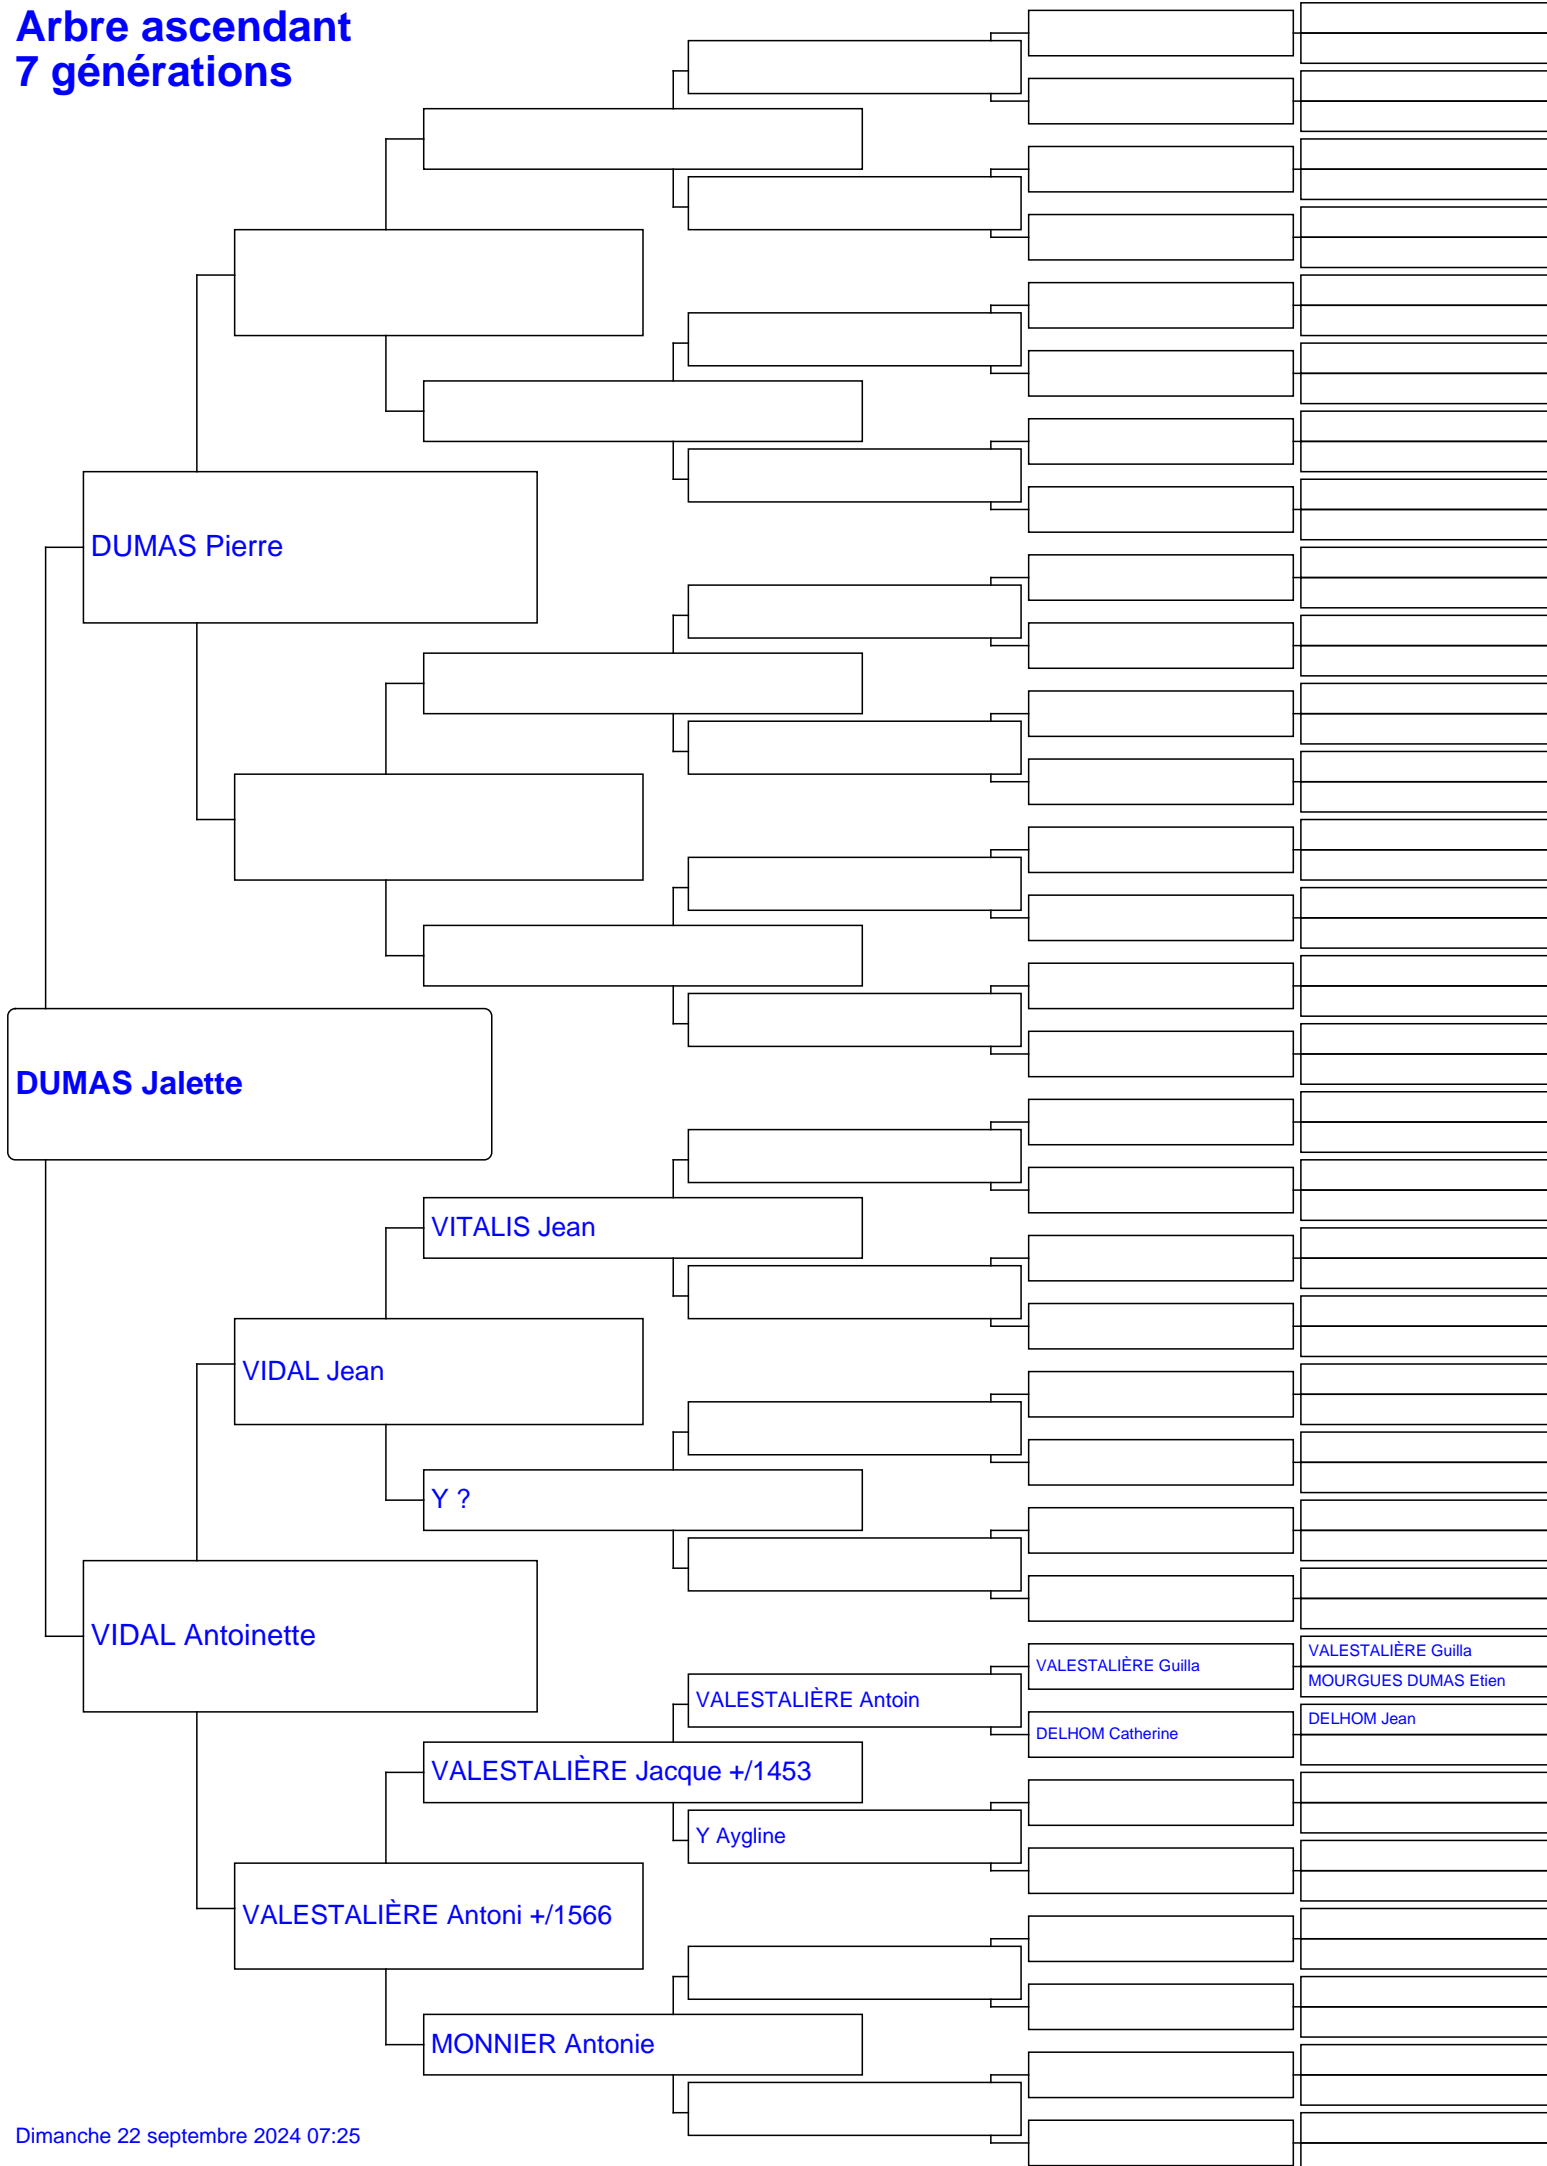 Arbre ascendant
7 générations
DUMAS Pierre
DUMAS Jalette
VITALIS Jean
VIDAL Jean
Y ?
VIDAL Antoinette
VALESTALIÈRE Guilla
VALESTALIÈRE Guilla
MOURGUES DUMAS Etien
VALESTALIÈRE Antoin
DELHOM Catherine
DELHOM Jean
VALESTALIÈRE Jacque +/1453
Y Aygline
VALESTALIÈRE Antoni +/1566
MONNIER Antonie
Dimanche 22 septembre 2024 07:25